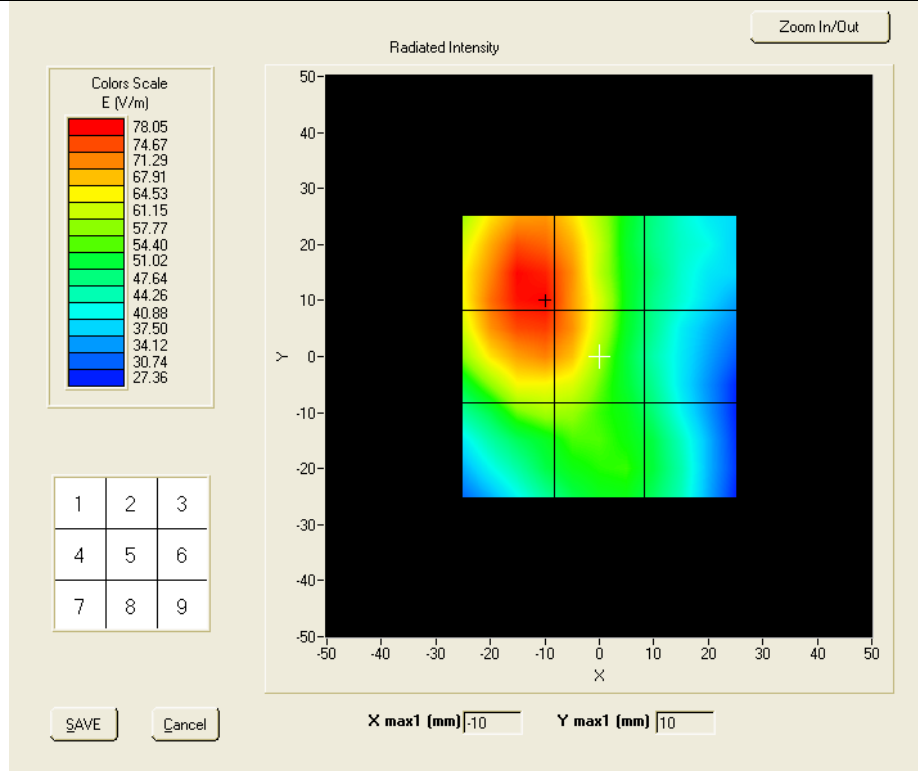 Zoom In/Out
Radiated Intensity
Colors Scale
E (V/m)
78.05
74.67
71.29
67.91
64.53
61.15
57.77
54.40
51.02
47.64
44.26
40.88
37.50
34.12
30.74
27.36
50
40
30
20
10
0
-10
-20
-30
-40
-50
Y
-50 -40 -30 -20 -10 0 10 20 30 40 50
X
1 2 3
4 5 6
7 8 9
SAVE Cancel
X max1 (mm) -10 Y max1 (mm) 10